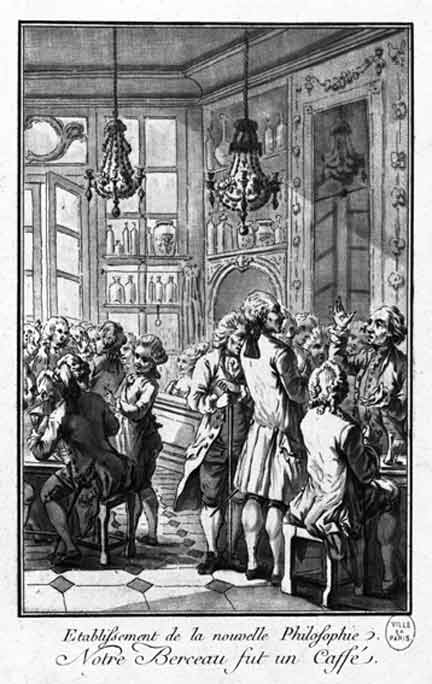 Etablissement de la nouvelle Philosophie.
Notre Berceau fut un Caffé.
VILLE
DE
PARIS